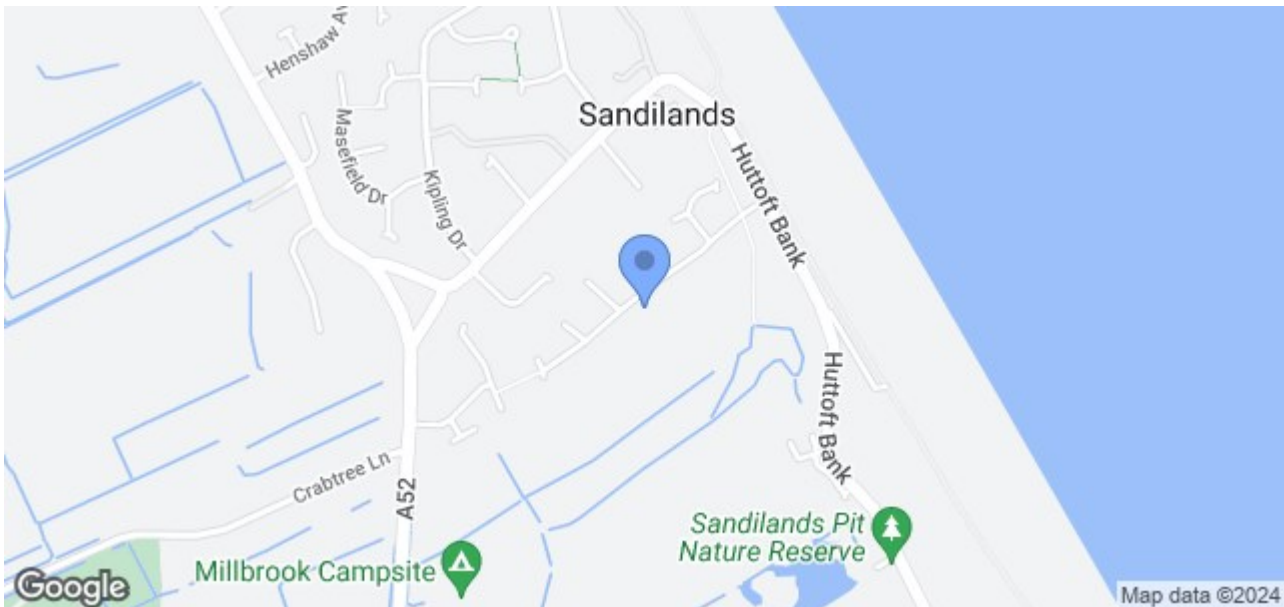 Henshaw Av
Sandilands
Masefield Dr
Kipling Dr
Huttoft Bank
Huttoft Bank
Crabtree Ln
A52
Sandilands Pit
Nature Reserve
Millbrook Campsite
Google
Map data ©2024